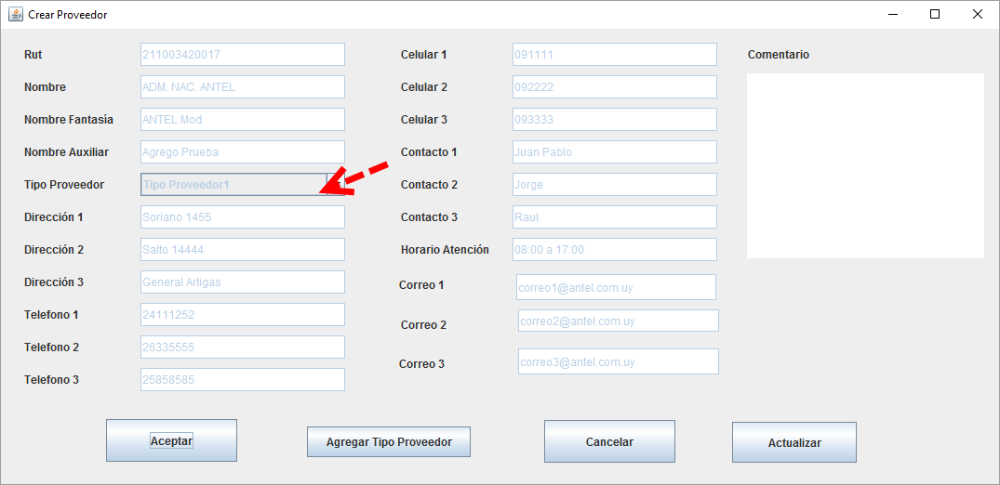 Crear Proveedor
Rut 211003420017
Nombre ADM. NAC. ANTEL
Nombre Fantasía ANTEL Mod
Nombre Auxiliar Agrego Prueba
Tipo Proveedor Tipo Proveedor1
Dirección 1 Soriano 1455
Dirección 2 Salto 14444
Dirección 3 General Artigas
Telefono 1 24111252
Telefono 2 26335555
Telefono 3 25858585
Celular 1 091111
Celular 2 092222
Celular 3 093333
Contacto 1 Juan Pablo
Contacto 2 Jorge
Contacto 3 Raul
Horario Atención 08:00 a 17:00
Correo 1 correo1@antel.com.uy
Correo 2 correo2@antel.com.uy
Correo 3 correo3@antel.com.uy
Comentario
Aceptar
Agregar Tipo Proveedor
Cancelar
Actualizar